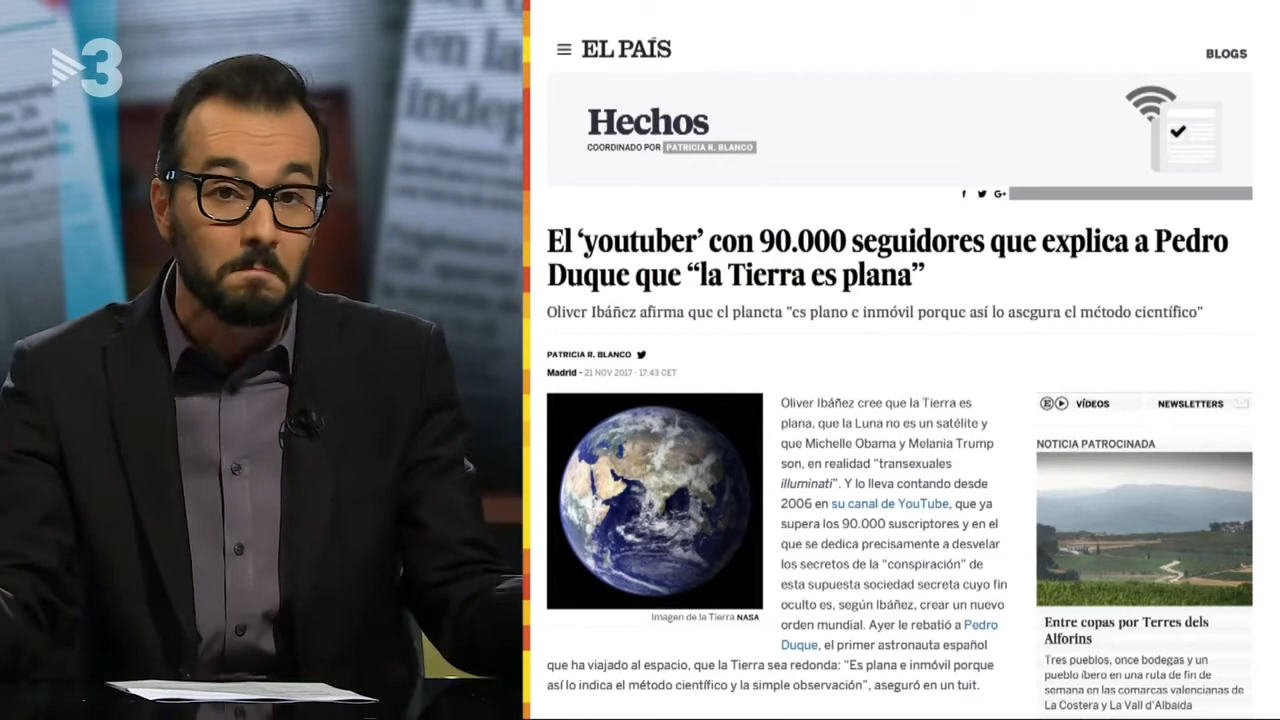 3
en la
indep
EL PAÍS
BLOGS
Hechos
COORDINADO POR PATRICIA R. BLANCO
El ‘youtuber’ con 90.000 seguidores que explica a Pedro
Duque que “la Tierra es plana”
Oliver Ibáñez afirma que el planeta "es plano e inmóvil porque así lo asegura el método científico"
PATRICIA R. BLANCO
Madrid - 21 NOV 2017 - 17:43 CET
Imagen de la Tierra NASA
Oliver Ibáñez cree que la Tierra es
plana, que la Luna no es un satélite y
que Michelle Obama y Melania Trump
son, en realidad “transexuales
illuminati”. Y lo lleva contando desde
2006 en su canal de YouTube, que ya
supera los 90.000 suscriptores y en el
que se dedica precisamente a desvelar
los secretos de la “conspiración” de
esta supuesta sociedad secreta cuyo fin
oculto es, según Ibáñez, crear un nuevo
orden mundial. Ayer le rebatió a Pedro
Duque, el primer astronauta español
que ha viajado al espacio, que la Tierra sea redonda: “Es plana e inmóvil porque
así lo indica el método científico y la simple observación”, aseguró en un tuit.
VÍDEOS NEWSLETTERS
NOTICIA PATROCINADA
Entre copas por Terres dels
Alforins
Tres pueblos, once bodegas y un
pueblo íbero en una ruta de fin de
semana en las comarcas valencianas de
La Costera y La Vall d’Albaida